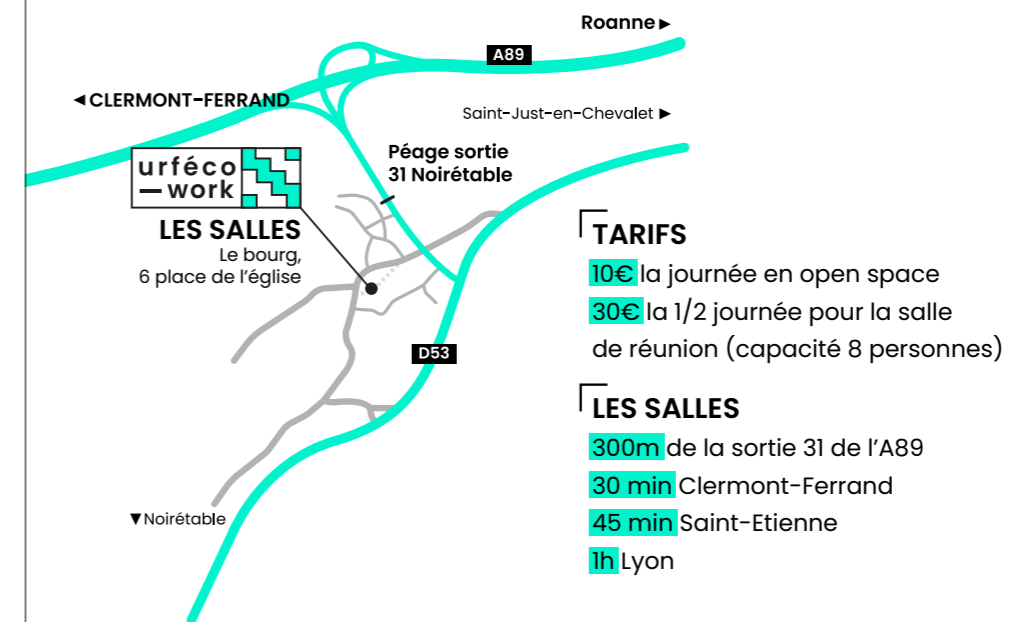 Roanne ►
A89
◄ CLERMONT-FERRAND
Saint-Just-en-Chevalet ►
Péage sortie
31 Noirétable
urféco
— work
LES SALLES
Le bourg,
6 place de l'église
D53
▼ Noirétable
TARIFS
10€ la journée en open space
30€ la 1/2 journée pour la salle
de réunion (capacité 8 personnes)
LES SALLES
300m de la sortie 31 de l'A89
30 min Clermont-Ferrand
45 min Saint-Etienne
1h Lyon